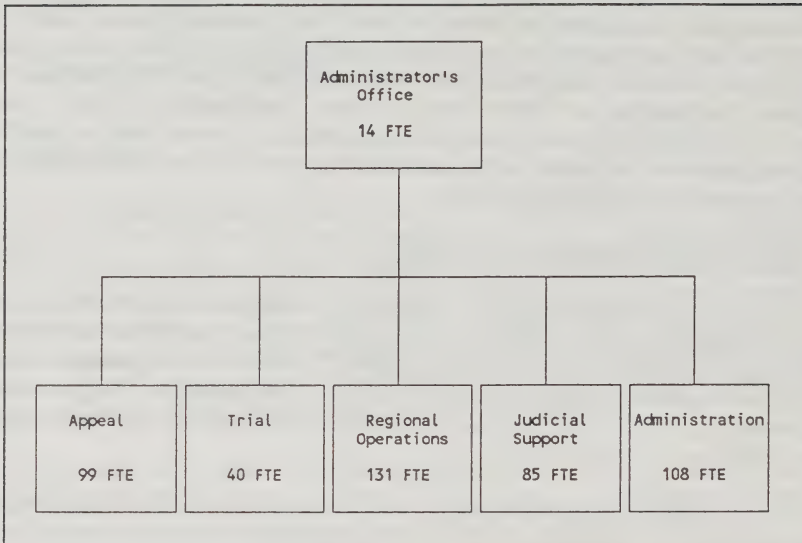 Administrator's
Office
14 FTE
Appeal
99 FTE
Trial
40 FTE
Regional
Operations
131 FTE
Judicial
Support
85 FTE
Administration
108 FTE